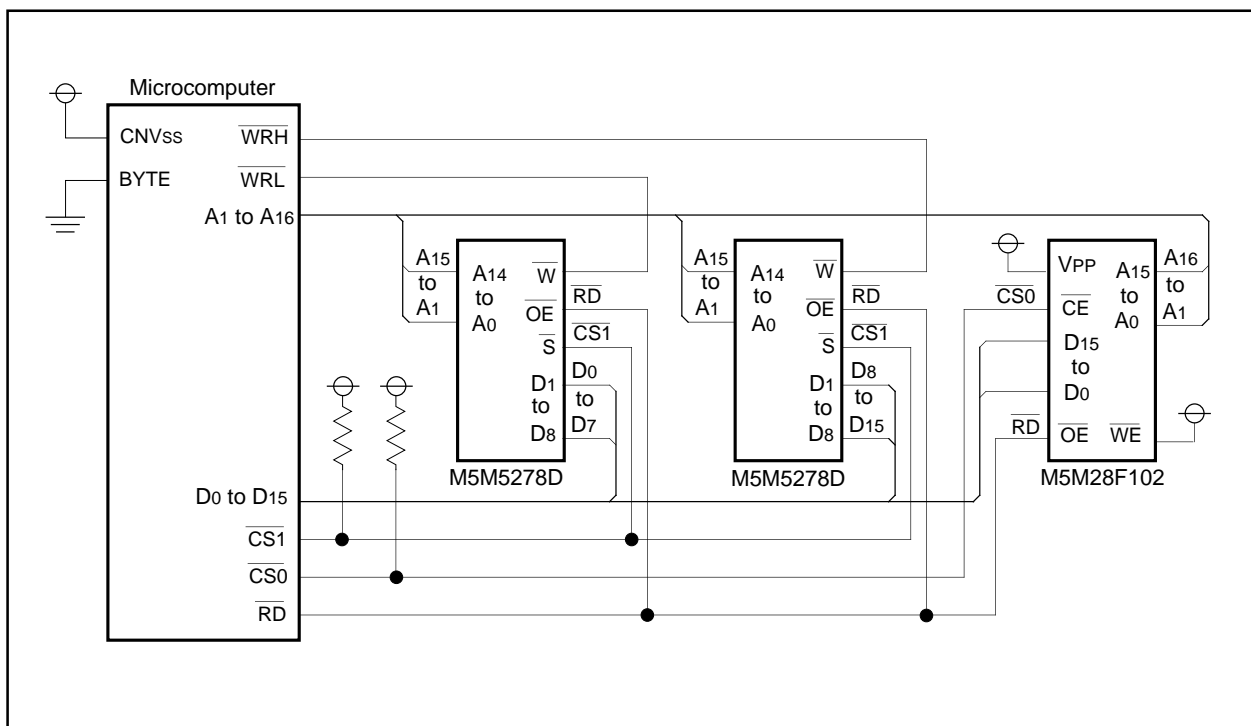 Microcomputer
CNVSS
BYTE
WRH
WRL
A1 to A16
D0 to D15
CS1
CS0
RD
A15
to
A1
A14
to
A0
W
OE
S
D1
to
D8
RD
CS1
D0
to
D7
M5M5278D
A15
to
A1
A14
to
A0
W
OE
S
D1
to
D8
RD
CS1
D8
to
D15
M5M5278D
CS0
RD
VPP
CE
D15
to
D0
OE
WE
A15
to
A0
A16
to
A1
M5M28F102